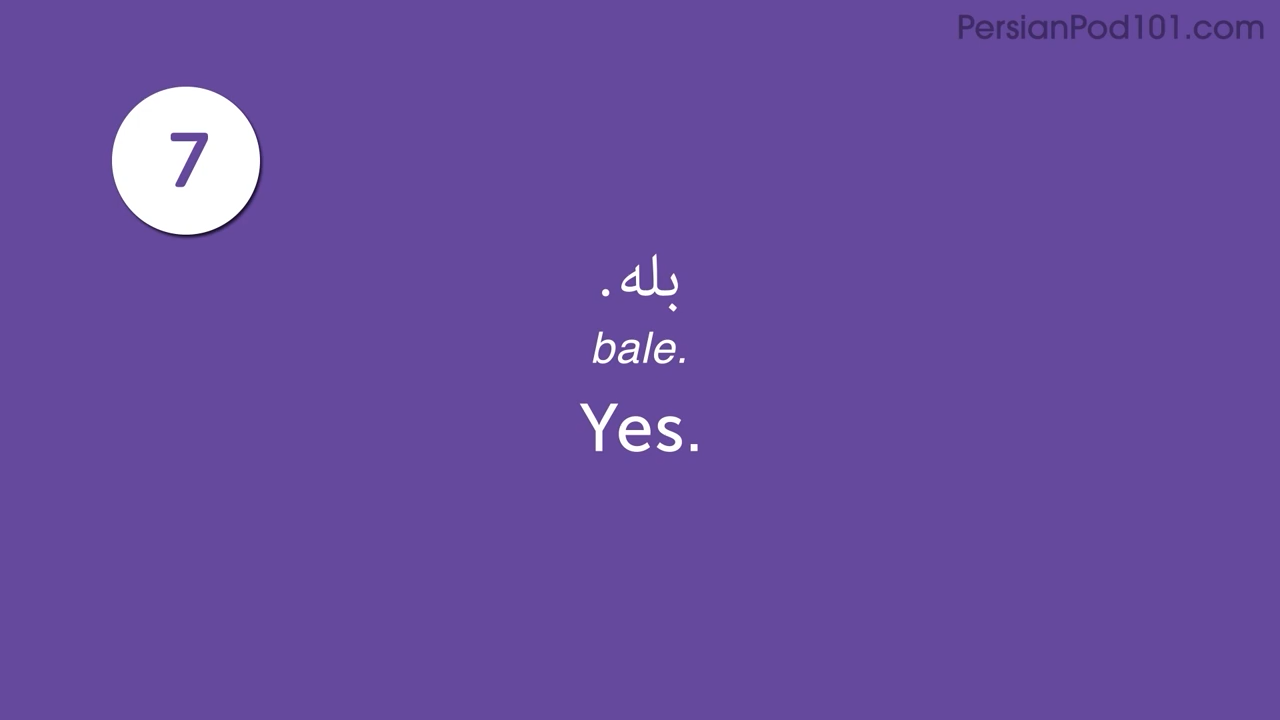 PersianPod101.com
7
بله.
bale.
Yes.